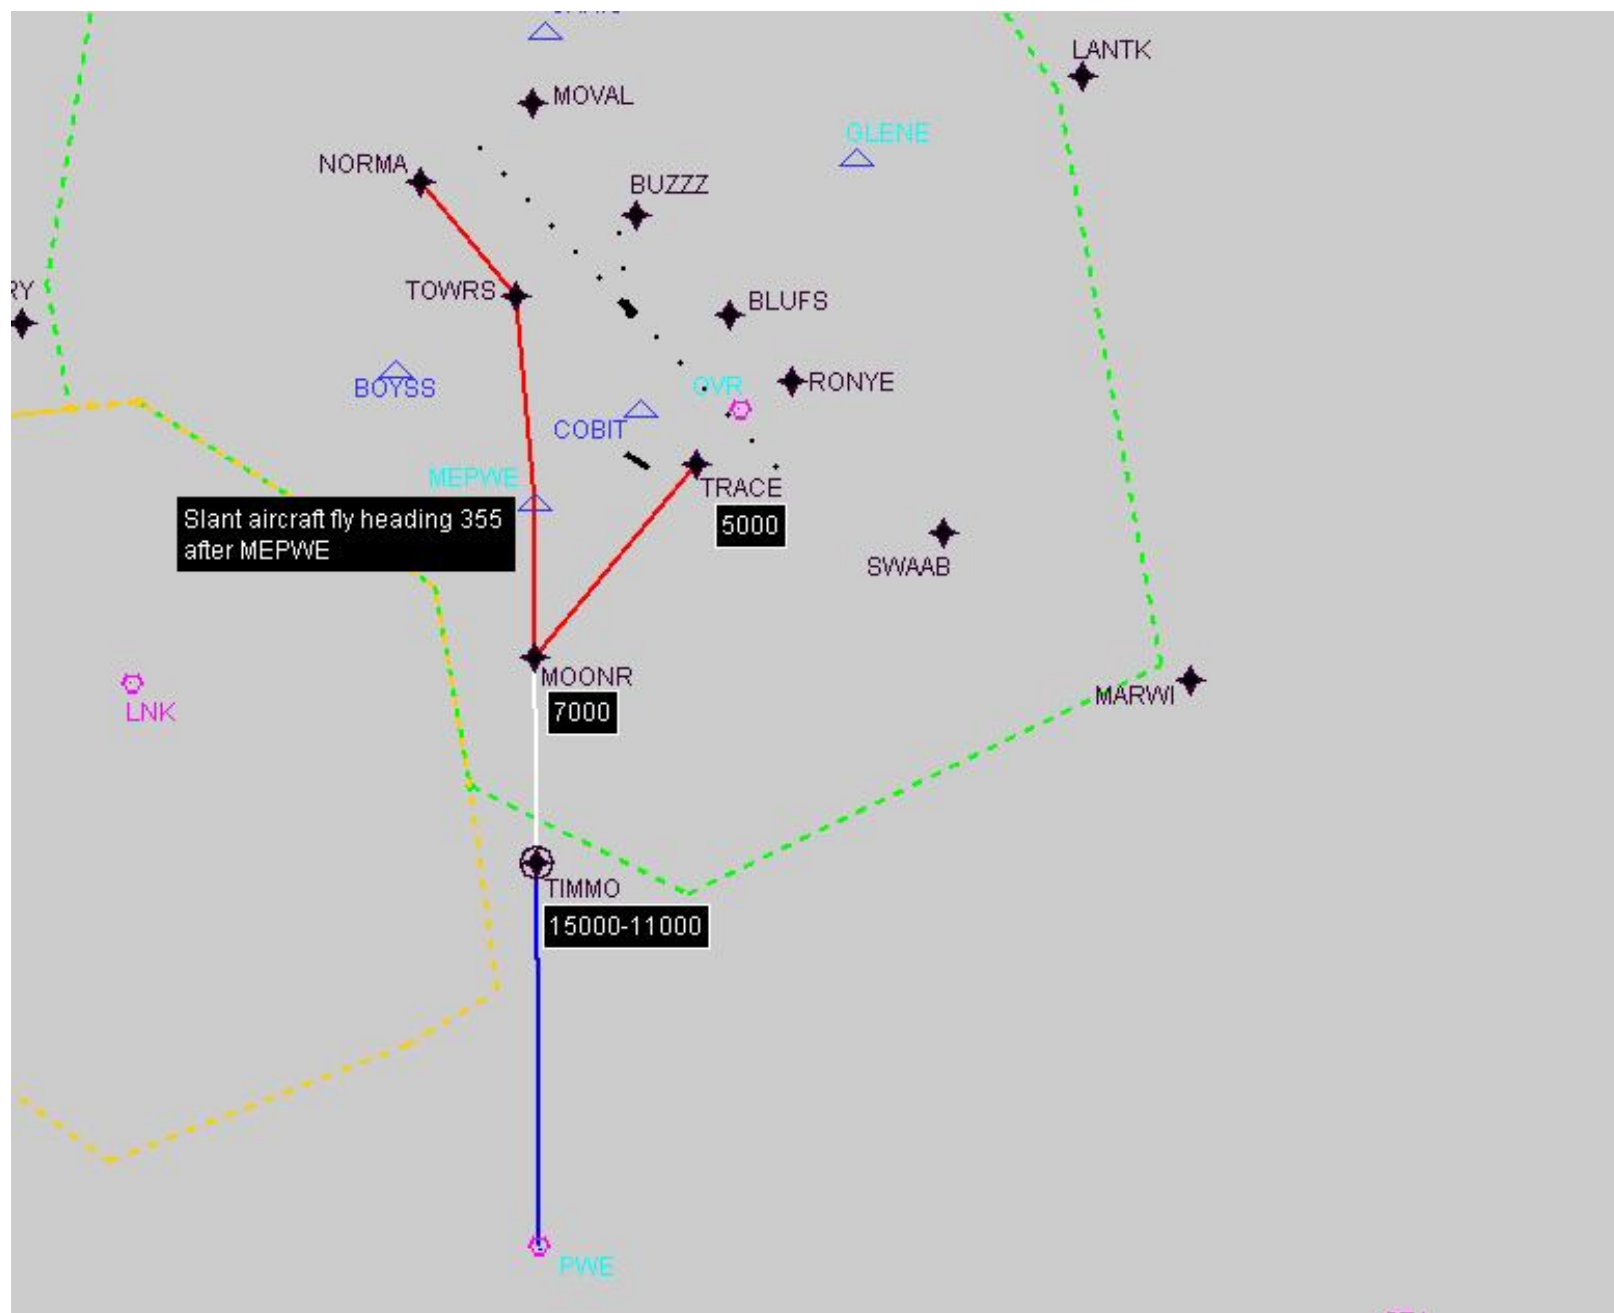 LANTK
MOVAL
GLENE
NORMA
BUZZZ
TOWRS
RY
BLUFS
OVR
RONYE
BOYSS
COBIT
MEPWE
TRACE
5000
Slant aircraft fly heading 355
after MEPWE
SWAAB
MOONR
7000
MARWI
LNK
TIMMO
15000-11000
PWE